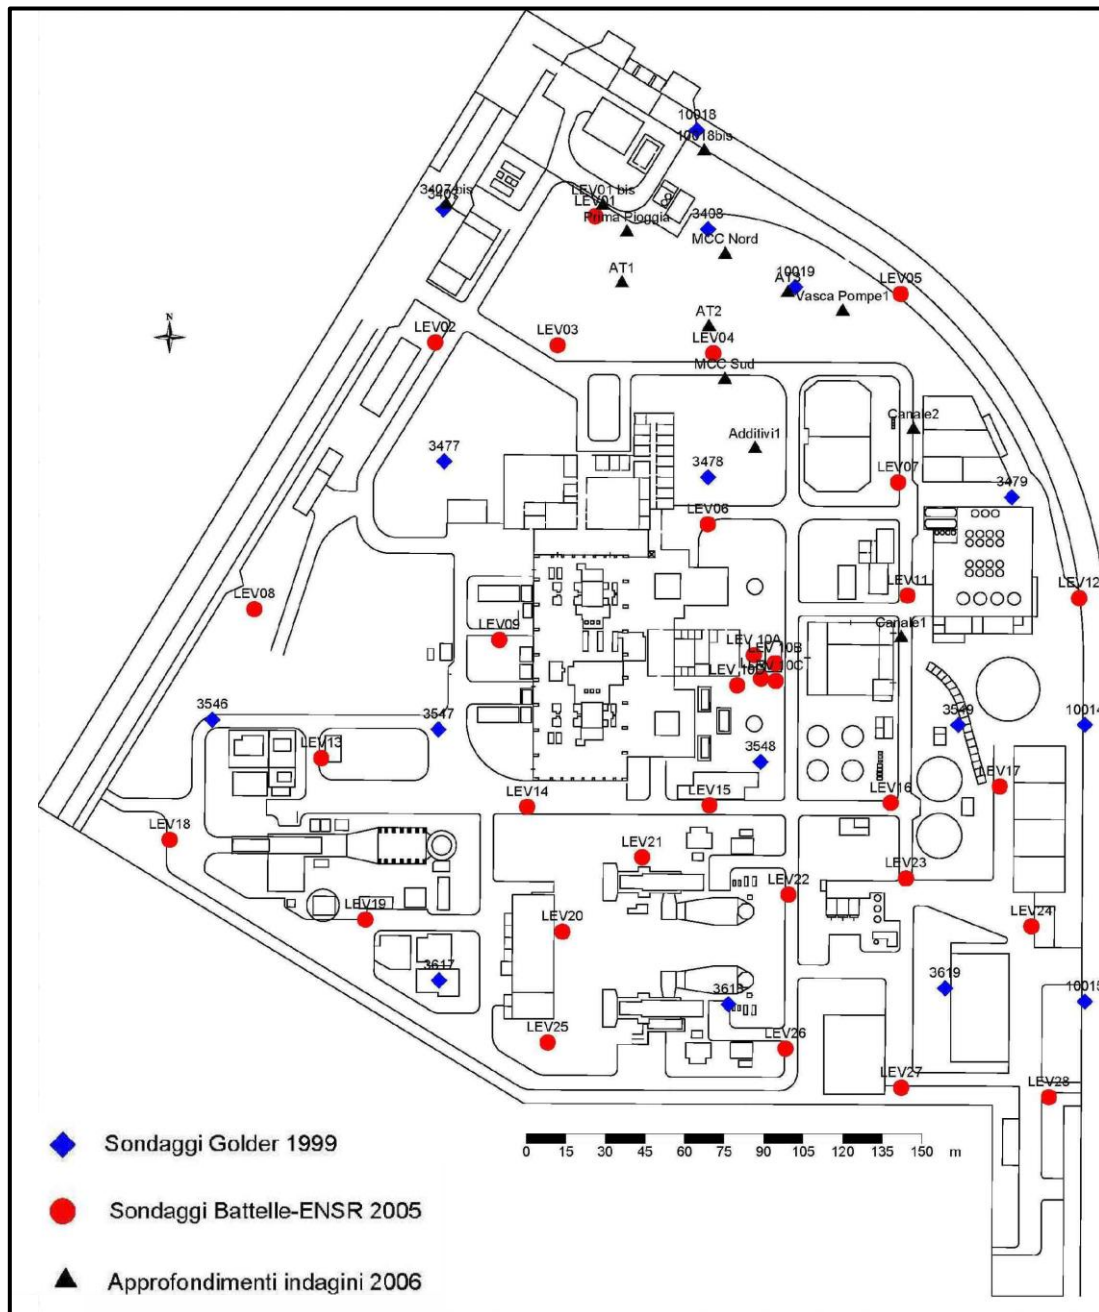 10018
10018bis
3407 bis
3407
LEV01 bis
LEV01
Prima Pioggia
3408
MCC Nord
10019
AT1
AT3
Vasca Pompe1
LEV05
N
AT2
LEV02
LEV03
LEV04
MCC Sud
Canale2
3477
Additivi1
3478
LEV07
3479
LEV06
LEV08
LEV09
LEV11
LEV12
Canale1
LEV 10A
LEV 10B
LEV 10C
3546
3547
3548
3549
10014
LEV13
LEV14
LEV15
LEV16
LEV17
LEV18
LEV21
LEV22
LEV23
LEV19
LEV20
LEV24
3617
3618
3619
10015
LEV25
LEV26
LEV27
LEV28
Sondaggi Golder 1999
0 15 30 45 60 75 90 105 120 135 150 m
Sondaggi Battelle-ENSR 2005
Approfondimenti indagini 2006